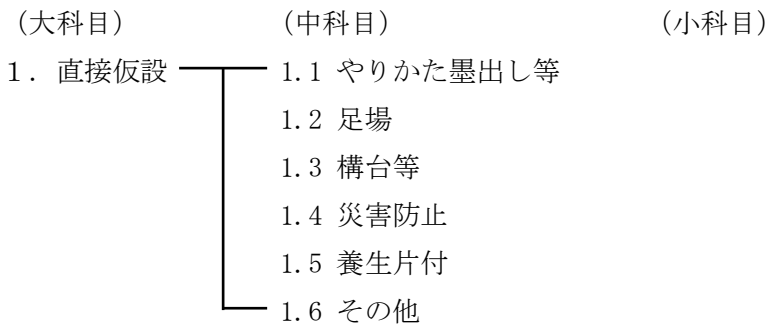 （大科目）　（中科目）　（小科目）
１．直接仮設　1.1 やりかた墨出し等
1.2 足場
1.3 構台等
1.4 災害防止
1.5 養生片付
1.6 その他